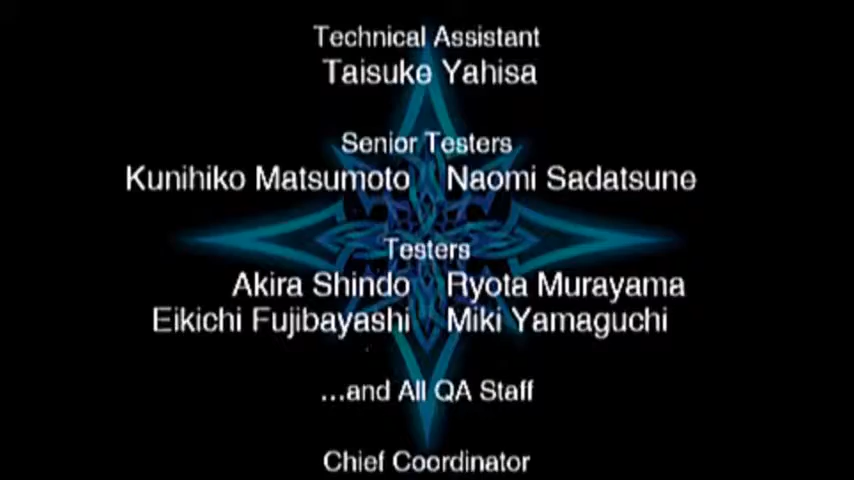 Technical Assistant
Taisuke Yahisa
Senior Testers
Kunihiko Matsumoto Naomi Sadatsune
Testers
Akira Shindo Ryota Murayama
Eikichi Fujibayashi Miki Yamaguchi
...and All QA Staff
Chief Coordinator